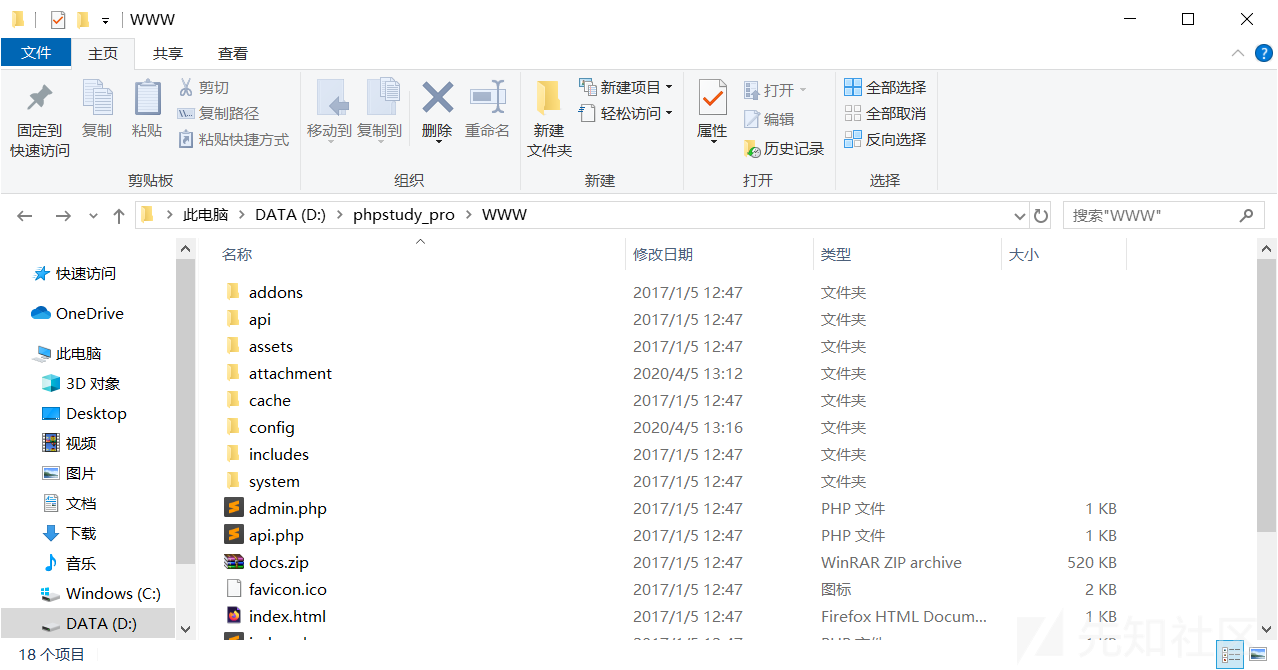 WWW
文件 主页 共享 查看
固定到快速访问
复制
粘贴
剪切
复制路径
粘贴快捷方式
移动到 复制到 删除 重命名
新建文件夹
新建项目
轻松访问
属性
打开
编辑
历史记录
全部选择
全部取消
反向选择
剪贴板 组织 新建 打开 选择
此电脑 DATA (D:) phpstudy_pro WWW
搜索"WWW"
快速访问
OneDrive
此电脑
3D 对象
Desktop
视频
图片
文档
下载
音乐
Windows (C:)
DATA (D:)
名称 修改日期 类型 大小
addons 2017/1/5 12:47 文件夹
api 2017/1/5 12:47 文件夹
assets 2017/1/5 12:47 文件夹
attachment 2020/4/5 13:12 文件夹
cache 2017/1/5 12:47 文件夹
config 2020/4/5 13:16 文件夹
includes 2017/1/5 12:47 文件夹
system 2017/1/5 12:47 文件夹
admin.php 2017/1/5 12:47 PHP 文件 1 KB
api.php 2017/1/5 12:47 PHP 文件 1 KB
docs.zip 2017/1/5 12:47 WinRAR ZIP archive 520 KB
favicon.ico 2017/1/5 12:47 图标 2 KB
index.html 2017/1/5 12:47 Firefox HTML Docum... 1 KB
18 个项目
先知社区